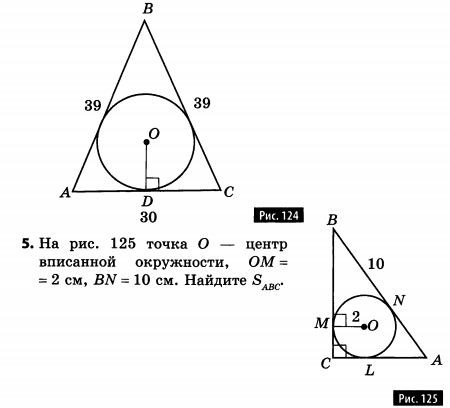 B
39
39
O
A
D
C
30
Рис. 124
5. На рис. 125 точка O — центр
вписанной окружности, OM =
= 2 см, BN = 10 см. Найдите S_ABC.
B
10
N
M
2
O
C
L
A
Рис. 125